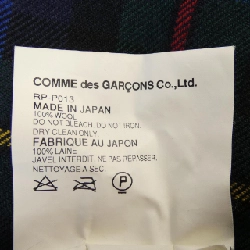 COMME des GARÇONS Co.,Ltd.
RP-P013
MADE IN JAPAN
100% WOOL
DO NOT BLEACH. DO NOT IRON.
DRY CLEAN ONLY
FABRIQUE AU JAPON
100% LAINE
JAVEL INTERDIT. NE PAS REPASSER.
NETTOYAGE A SEC
P